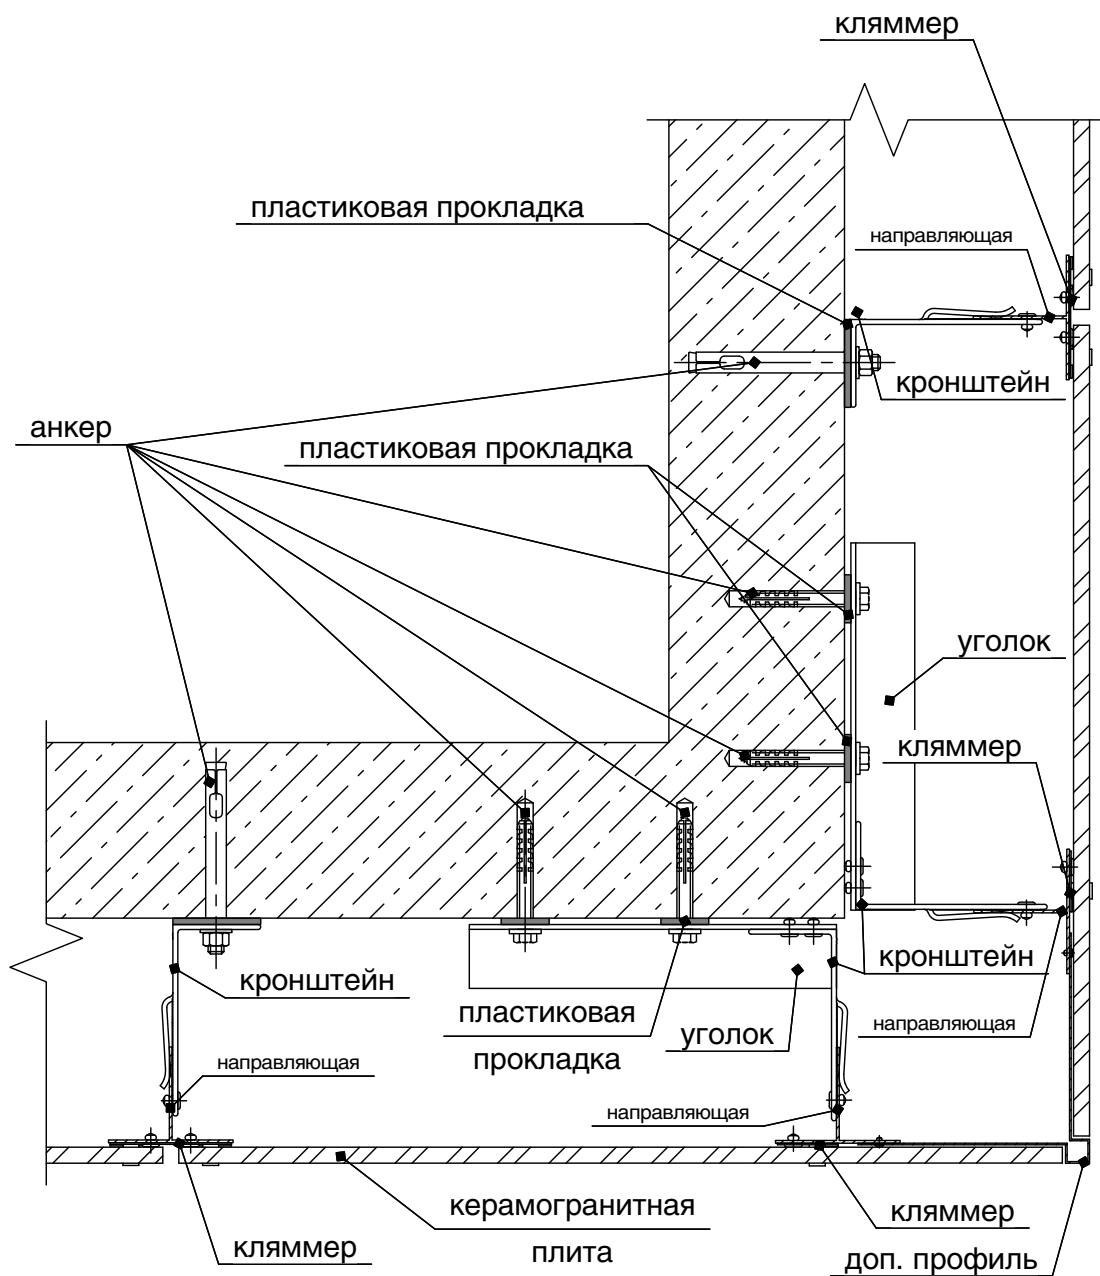 кляммер
пластиковая прокладка
направляющая
кронштейн
анкер
пластиковая прокладка
уголок
кляммер
кронштейн
кронштейн
пластиковая
прокладка
уголок
направляющая
направляющая
направляющая
керамогранитная
плита
кляммер
кляммер
доп. профиль